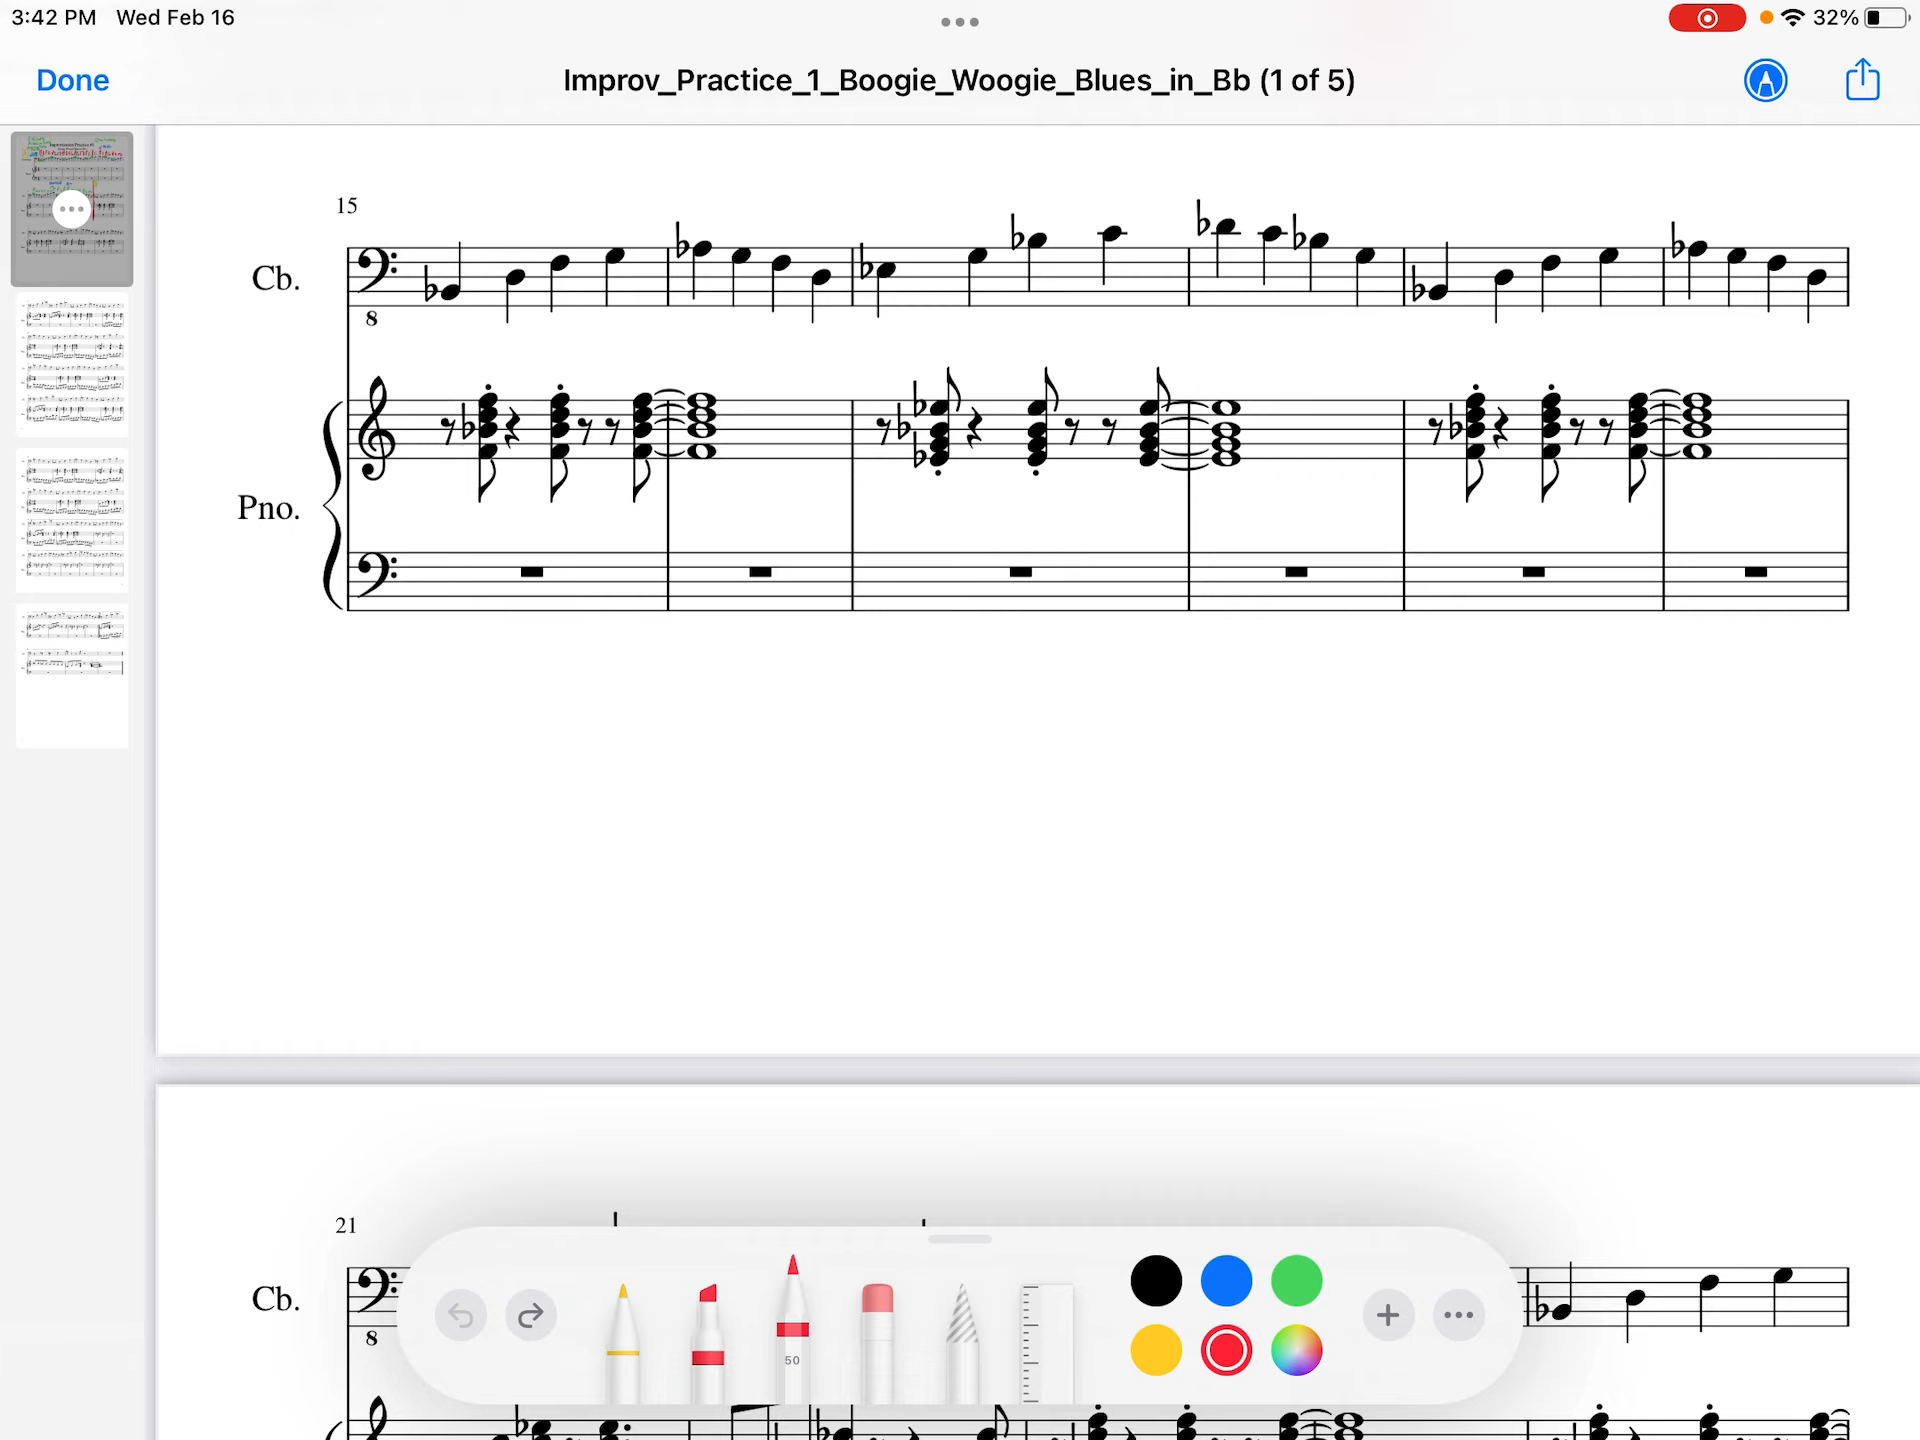 3:42 PM Wed Feb 16
32%
Done
Improv_Practice_1_Boogie_Woogie_Blues_in_Bb (1 of 5)
15
Cb.
8
Pno.
21
Cb.
8
50